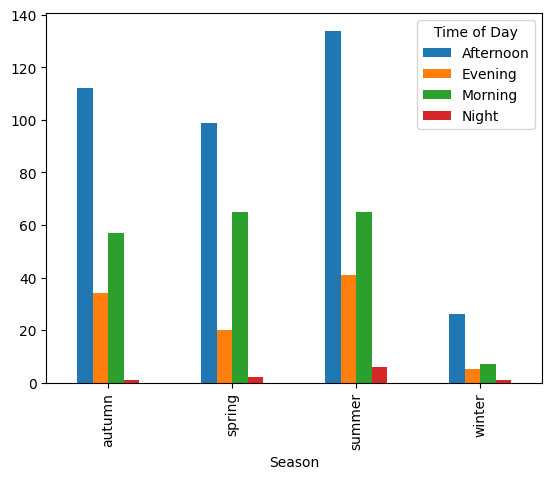 140
120
100
80
60
40
20
0
Time of Day
Afternoon
Evening
Morning
Night
autumn
spring
summer
winter
Season